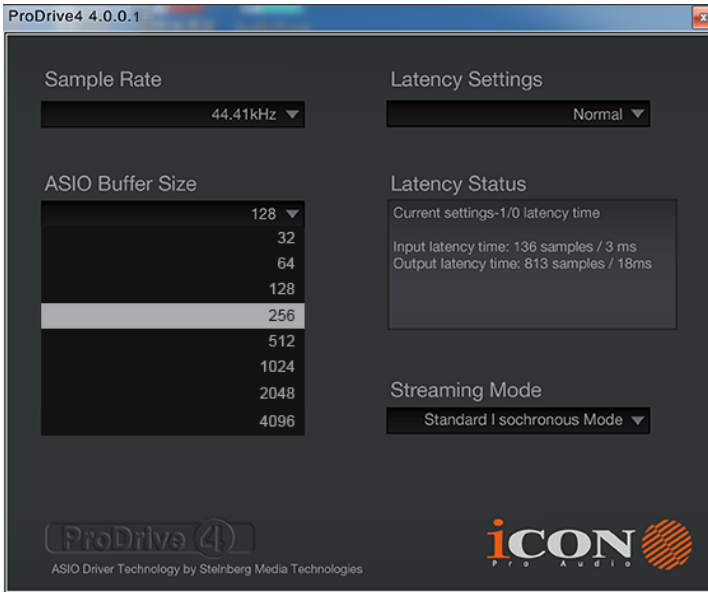 ProDrive4 4.0.0.1
x
Sample Rate
44.41kHz
Latency Settings
Normal
ASIO Buffer Size
128
32
64
128
256
512
1024
2048
4096
Latency Status
Current settings-1/0 latency time
Input latency time: 136 samples / 3 ms
Output latency time: 813 samples / 18ms
Streaming Mode
Standard I sochronous Mode
ProDrive 4
ASIO Driver Technology by Steinberg Media Technologies
iCON
Pro Audio